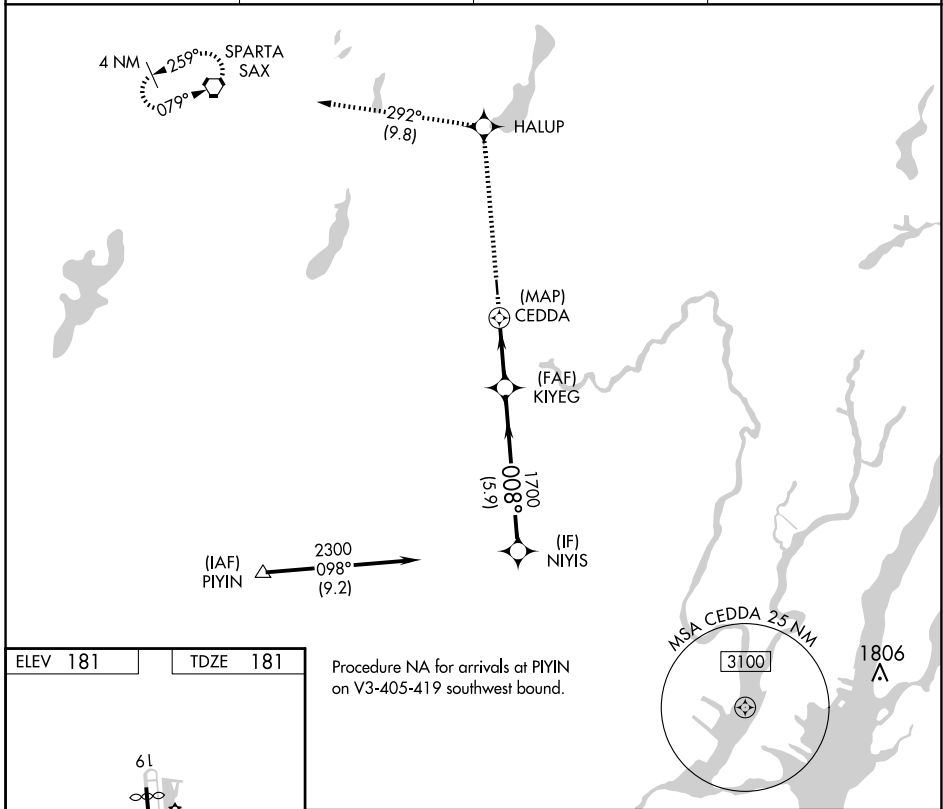 4 NM
259°
079°
SPARTA
SAX
292°
(9.8)
HALUP
(MAP)
CEDDA
(FAF)
KIYEG
1700
008°
(5.9)
(IF)
NIYIS
(IAF)
PIYIN
2300
098°
(9.2)
Procedure NA for arrivals at PIYIN
on V3-405-419 southwest bound.
MSA CEDDA 25 NM
3100
1806
ELEV 181
TDZE 181
19